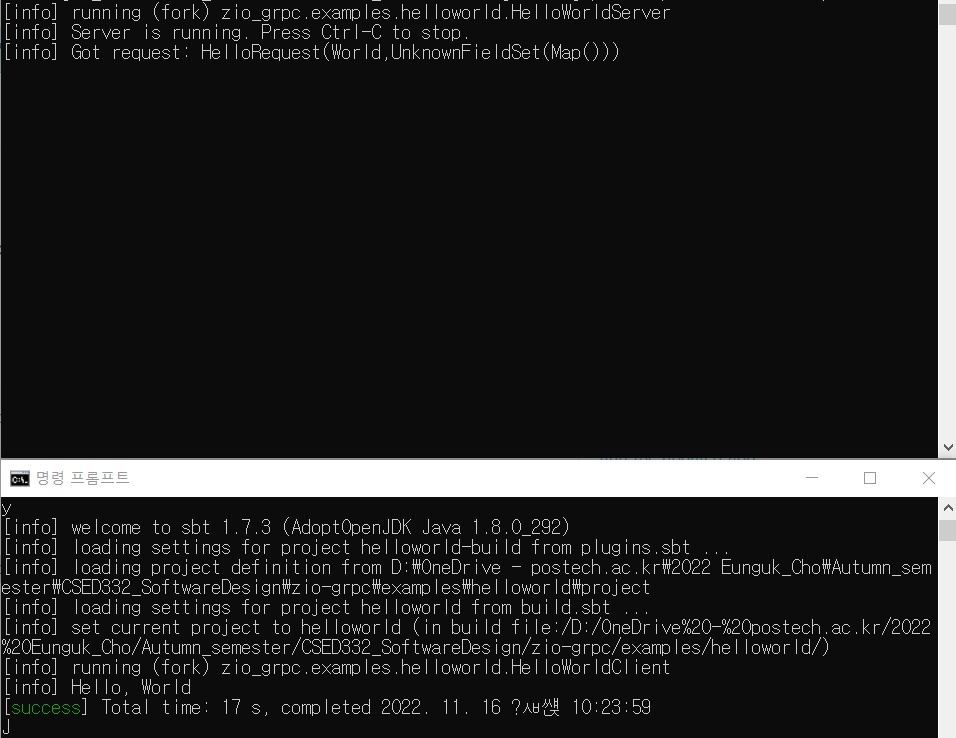 [info] running (fork) zio_grpc.examples.helloworld.HelloWorldServer
[info] Server is running. Press Ctrl-C to stop.
[info] Got request: HelloRequest(World,UnknownFieldSet(Map()))
명령 프롬프트
y
[info] welcome to sbt 1.7.3 (AdoptOpenJDK Java 1.8.0_292)
[info] loading settings for project helloworld-build from plugins.sbt ...
[info] loading project definition from D:₩OneDrive - postech.ac.kr₩2022 Eunguk_Cho₩Autumn_sem
ester₩CSED332_SoftwareDesign₩zio-grpc₩examples₩helloworld₩project
[info] loading settings for project helloworld from build.sbt ...
[info] set current project to helloworld (in build file:/D:/OneDrive%20-%20postech.ac.kr/2022
%20Eunguk_Cho/Autumn_semester/CSED332_SoftwareDesign/zio-grpc/examples/helloworld/)
[info] running (fork) zio_grpc.examples.helloworld.HelloWorldClient
[info] Hello, World
[success] Total time: 17 s, completed 2022. 11. 16 10:23:59